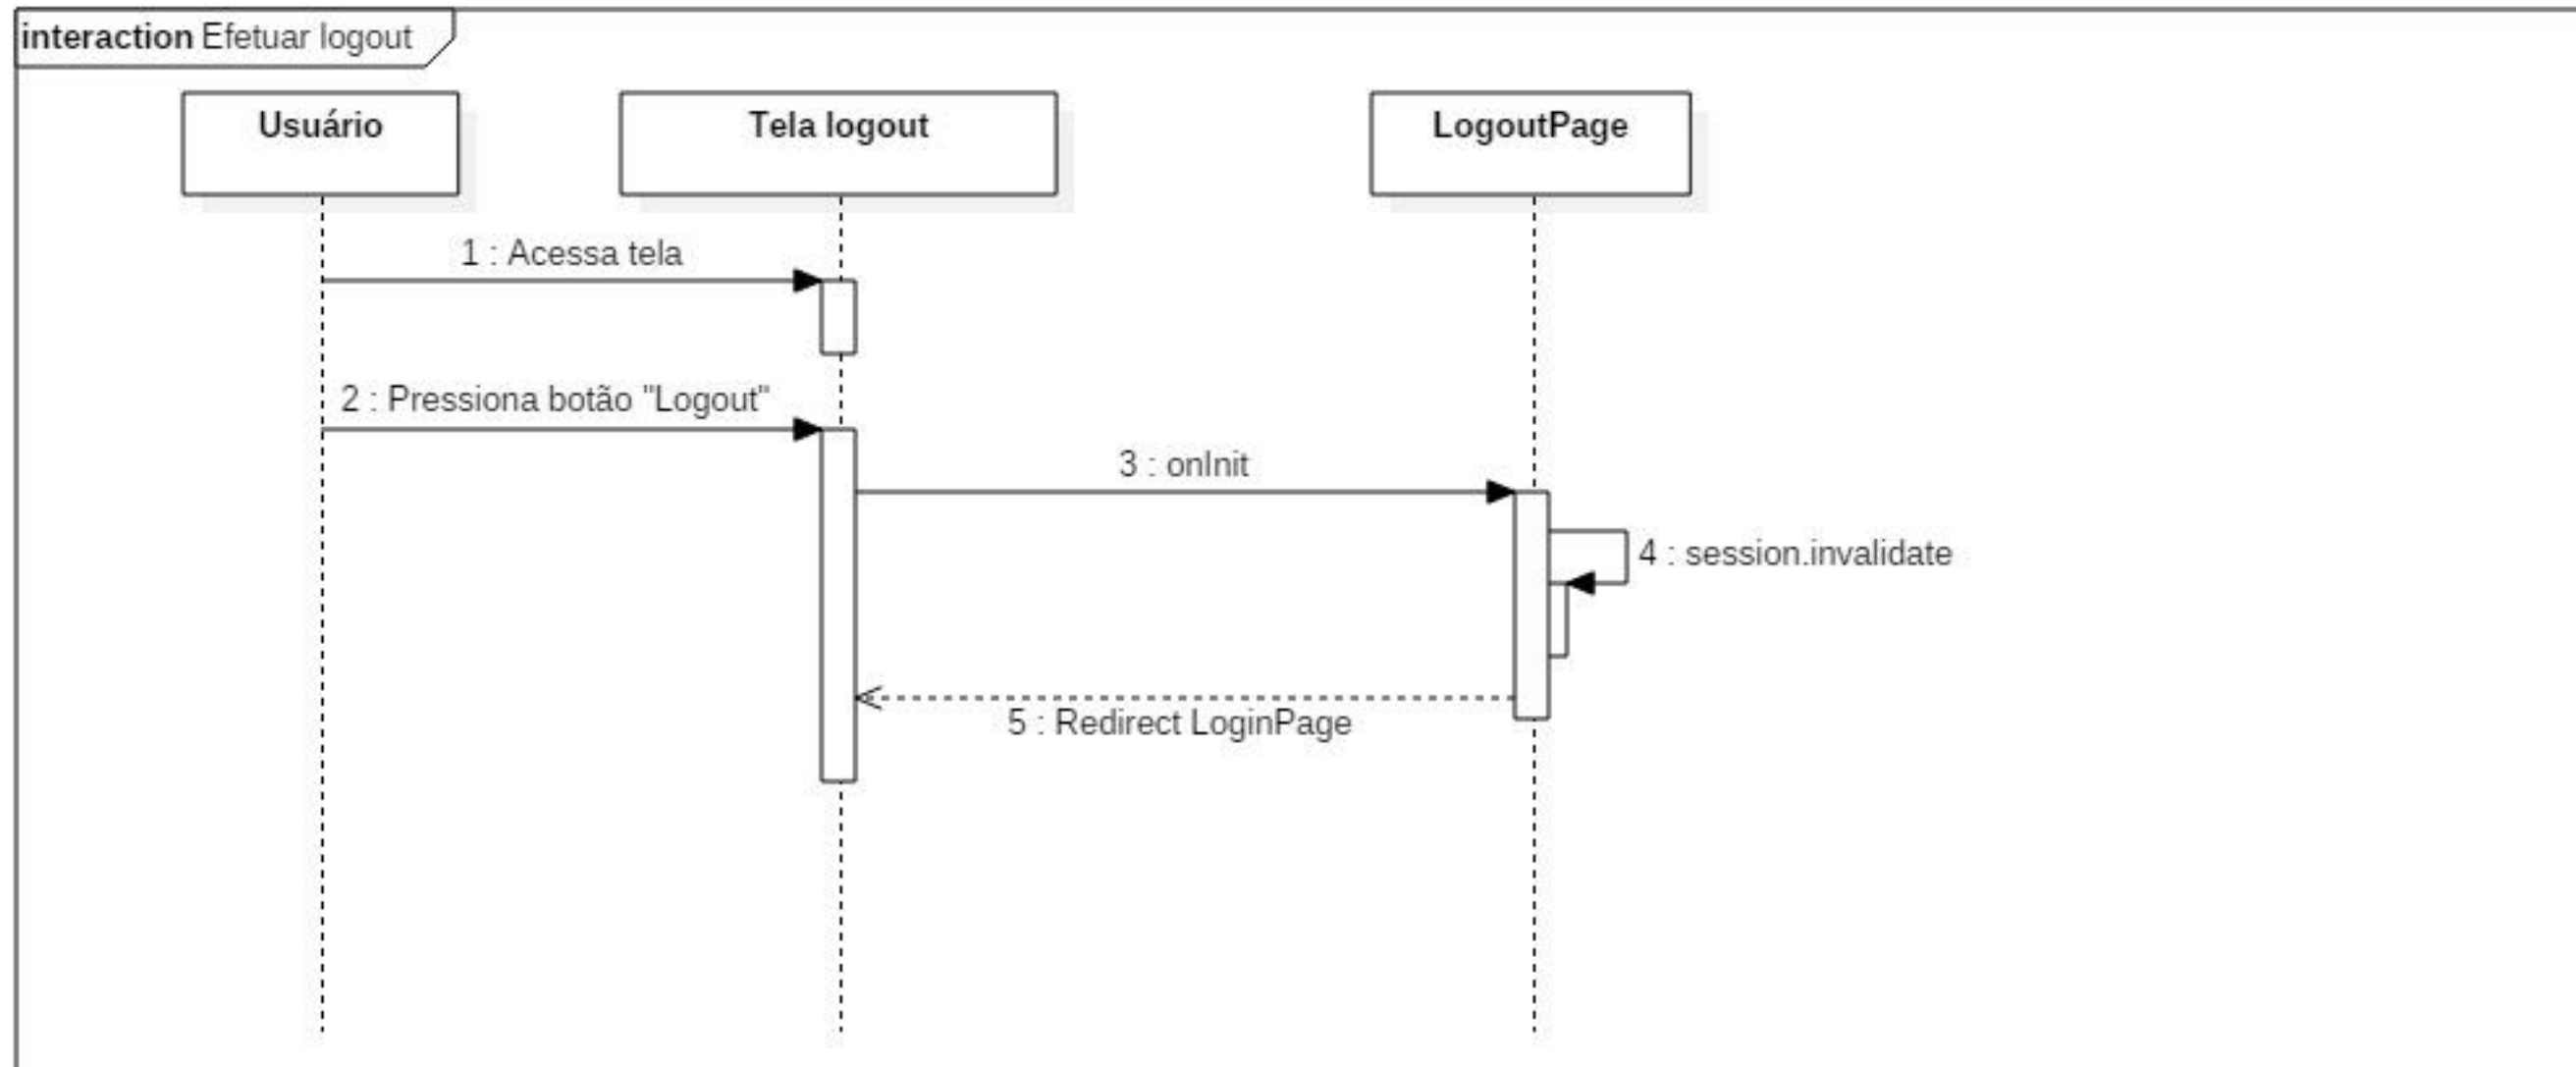 interaction Efetuar logout
Usuário
Tela logout
LogoutPage
1 : Acessa tela
2 : Pressiona botão "Logout"
3 : onInit
4 : session.invalidate
5 : Redirect LoginPage